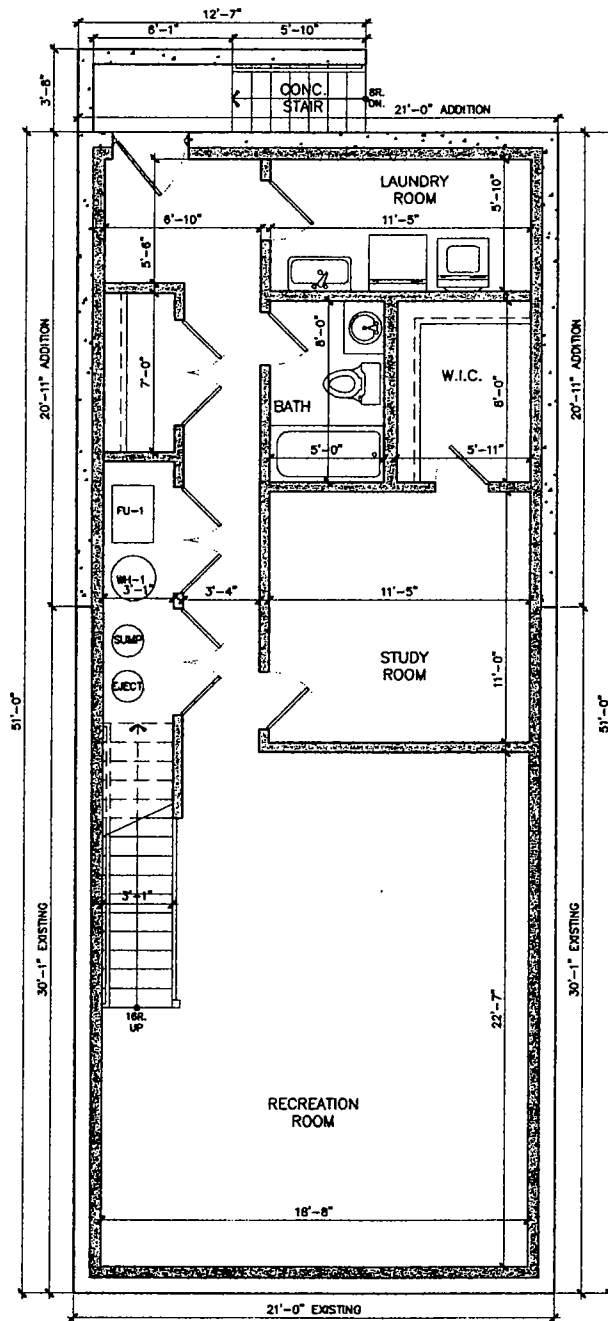 12'-7"
6'-1"
5'-10"
3'-8"
CONC.
STAIR
8R.
DN.
21'-0" ADDITION
LAUNDRY
ROOM
5'-10"
6'-10"
11'-5"
5'-6"
20'-11" ADDITION
20'-11" ADDITION
7'-0"
8'-0"
W.I.C.
8'-0"
BATH
5'-0"
5'-11"
FU-1
WH-1
3'-1"
3'-4"
11'-5"
SUMP
STUDY
ROOM
11'-0"
EJECT.
51'-0"
51'-0"
3'-1"
30'-1" EXISTING
30'-1" EXISTING
22'-7"
16R.
UP
RECREATION
ROOM
18'-8"
21'-0" EXISTING